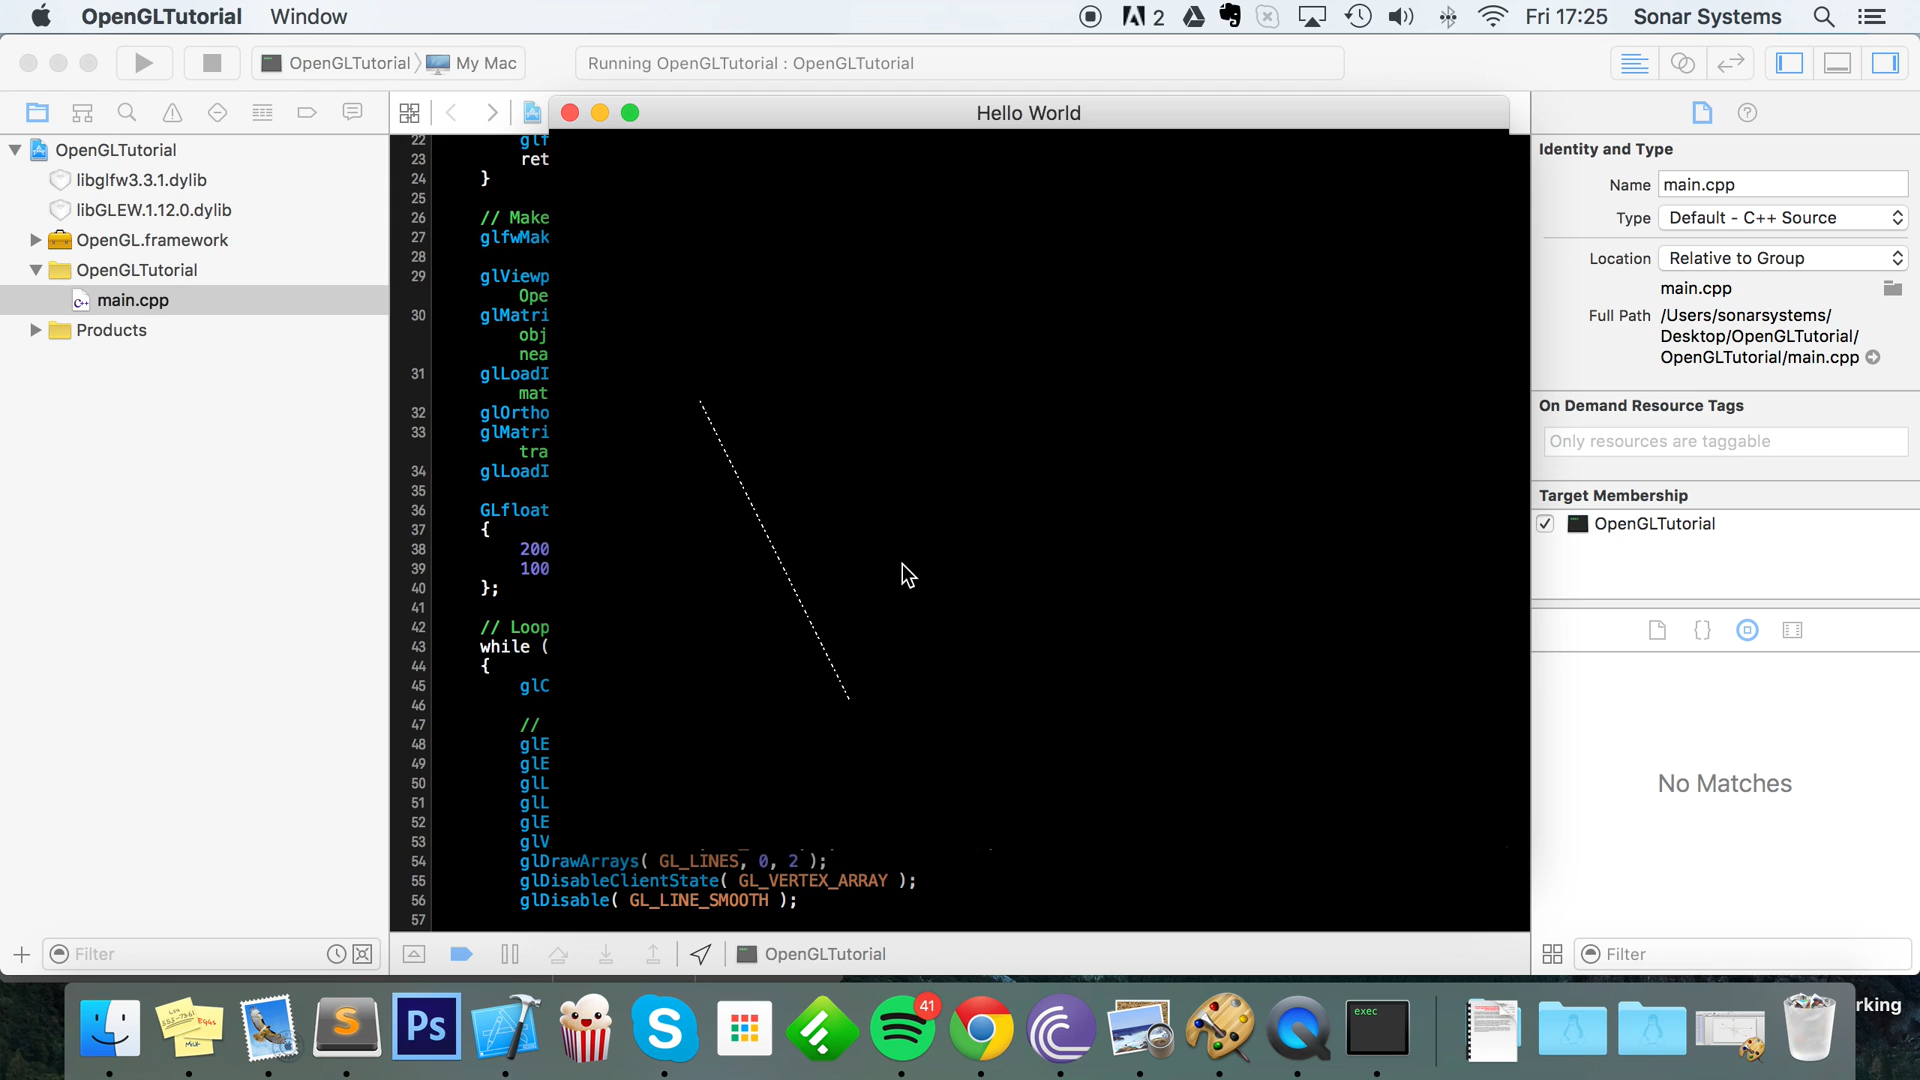 OpenGLTutorial Window 2 Fri 17:25 Sonar Systems
OpenGLTutorial My Mac Running OpenGLTutorial : OpenGLTutorial
Hello World
OpenGLTutorial
libglfw3.3.1.dylib
libGLEW.1.12.0.dylib
OpenGL.framework
OpenGLTutorial
main.cpp
Products
22 glf
23 ret
24 }
25
26 // Make
27 glfwMak
28
29 glViewp
Ope
30 glMatri
obj
nea
31 glLoadI
mat
32 glOrtho
33 glMatri
tra
34 glLoadI
35
36 GLfloat
37 {
38 200
39 100
40 };
41
42 // Loop
43 while (
44 {
45 glC
46
47 //
48 glE
49 glE
50 glL
51 glL
52 glE
53 glV
54 glDrawArrays( GL_LINES, 0, 2 );
55 glDisableClientState( GL_VERTEX_ARRAY );
56 glDisable( GL_LINE_SMOOTH );
57
Identity and Type
Name main.cpp
Type Default - C++ Source
Location Relative to Group
main.cpp
Full Path /Users/sonarsystems/
Desktop/OpenGLTutorial/
OpenGLTutorial/main.cpp
On Demand Resource Tags
Only resources are taggable
Target Membership
OpenGLTutorial
No Matches
Filter
OpenGLTutorial
Filter
Ps
S
41
exec
rking